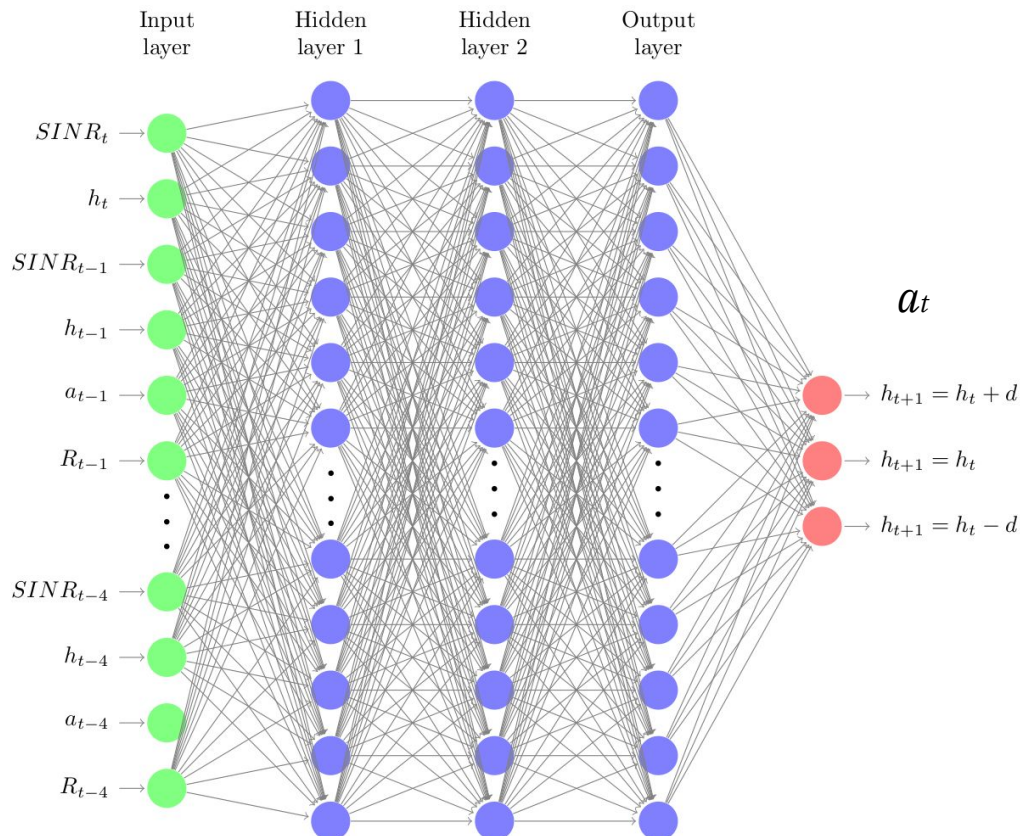 Input
layer
Hidden
layer 1
Hidden
layer 2
Output
layer
$SINR_t$
$h_t$
$SINR_{t-1}$
$h_{t-1}$
$a_{t-1}$
$R_{t-1}$
$SINR_{t-4}$
$h_{t-4}$
$a_{t-4}$
$R_{t-4}$
$a_t$
$h_{t+1} = h_t + d$
$h_{t+1} = h_t$
$h_{t+1} = h_t - d$